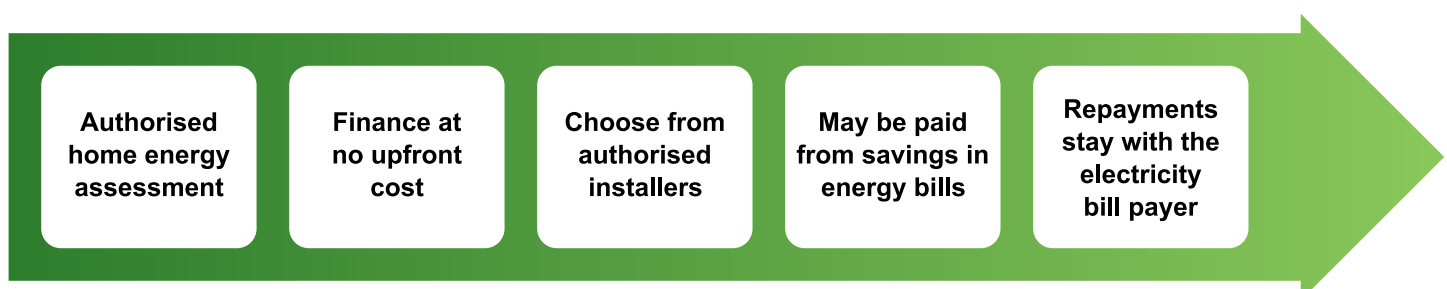 Authorised
home energy
assessment
Finance at
no upfront
cost
Choose from
authorised
installers
May be paid
from savings in
energy bills
Repayments
stay with the
electricity
bill payer